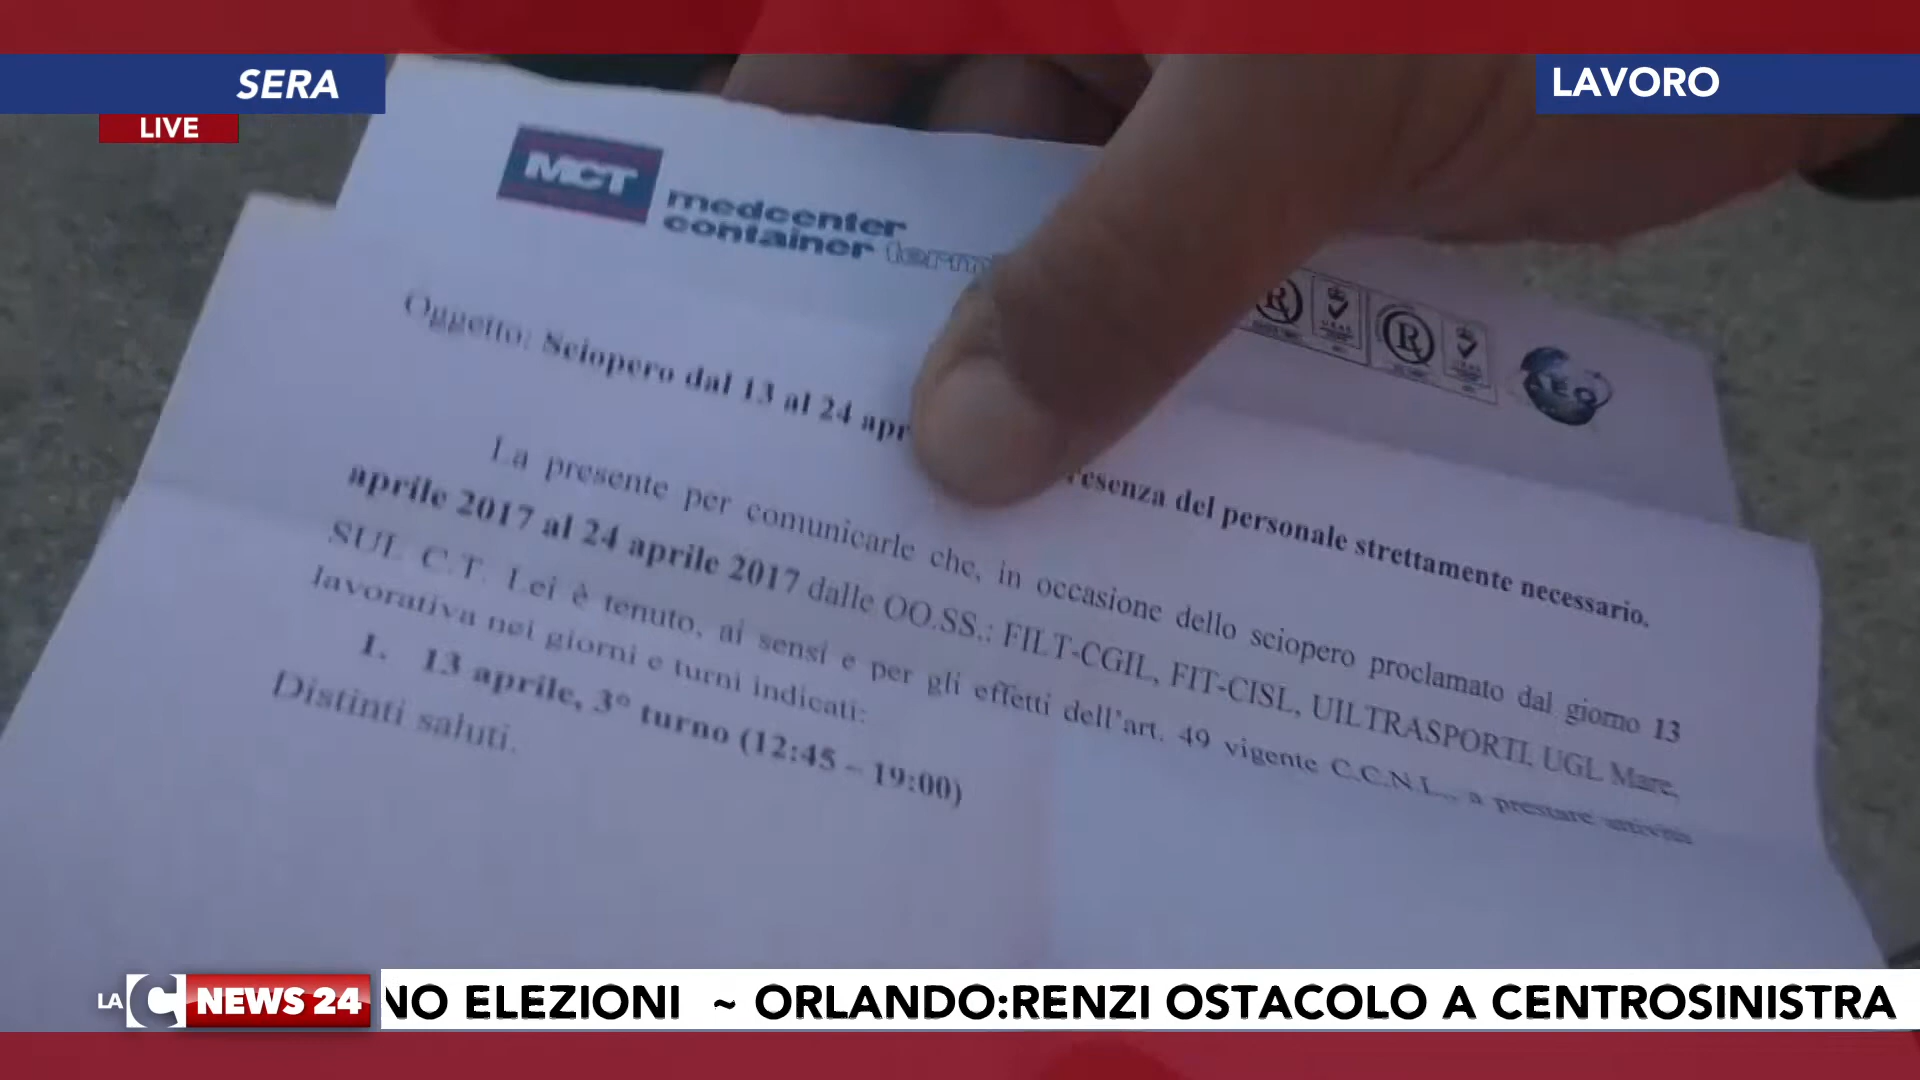 SERA
LIVE
LAVORO
MCT
medcenter
container
Oggetto: Sciopero dal 13 al 24 apr esenza del personale strettamente necessario.
La presente per comunicarle che, in occasione dello sciopero proclamato dal giorno 13
aprile 2017 al 24 aprile 2017 dalle OO.SS.: FILT-CGIL, FIT-CISL, UILTRASPORTI, UGL Mare,
SUL C.T. Lei è tenuto, ai sensi e per gli effetti dell'art. 49 vigente C.C.N.L., a prestare attività
lavorativa nei giorni e turni indicati:
1. 13 aprile, 3° turno (12:45 – 19:00)
Distinti saluti.
R
R
AEO
LA C NEWS 24
NO ELEZIONI ~ ORLANDO:RENZI OSTACOLO A CENTROSINISTRA